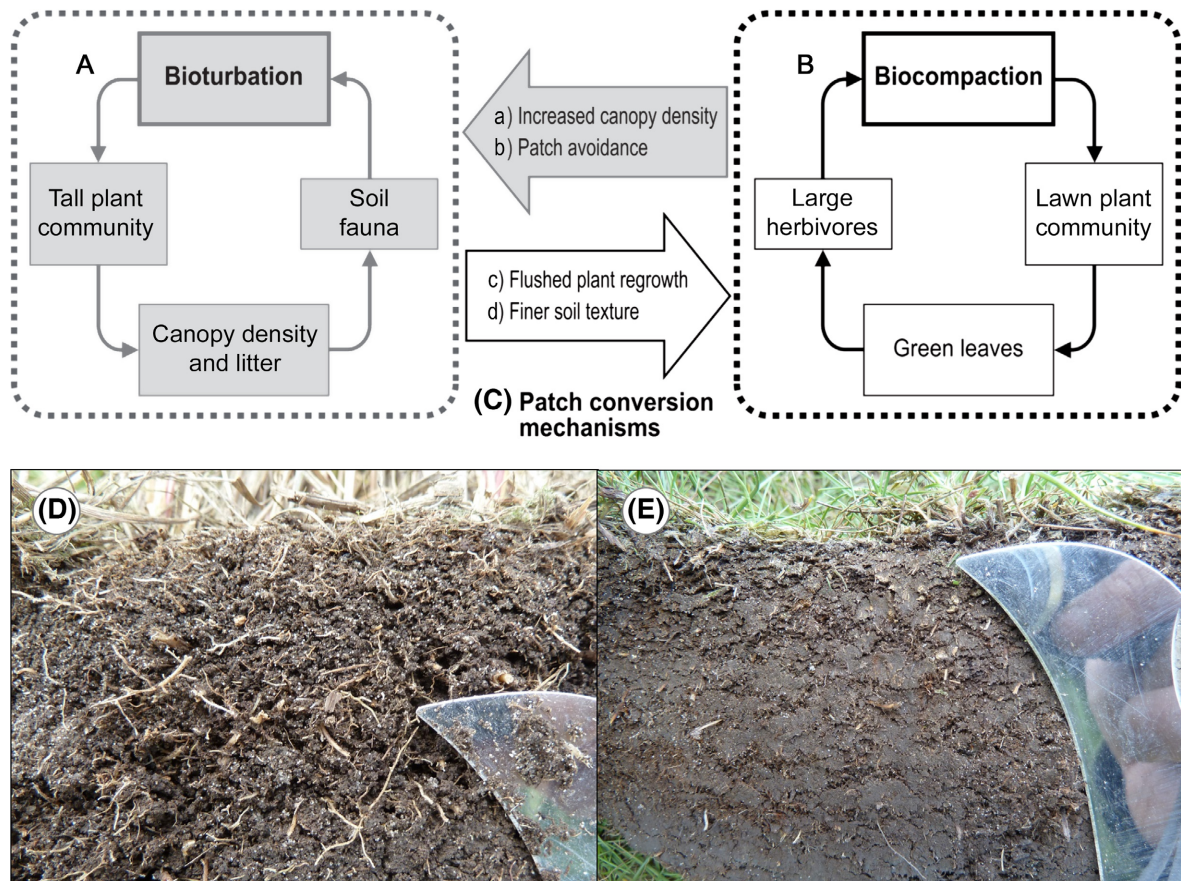 A
Bioturbation
Tall plant
community
Soil
fauna
Canopy density
and litter
a) Increased canopy density
b) Patch avoidance
c) Flushed plant regrowth
d) Finer soil texture
(C) Patch conversion
mechanisms
B
Biocompaction
Large
herbivores
Lawn plant
community
Green leaves
(D)
(E)